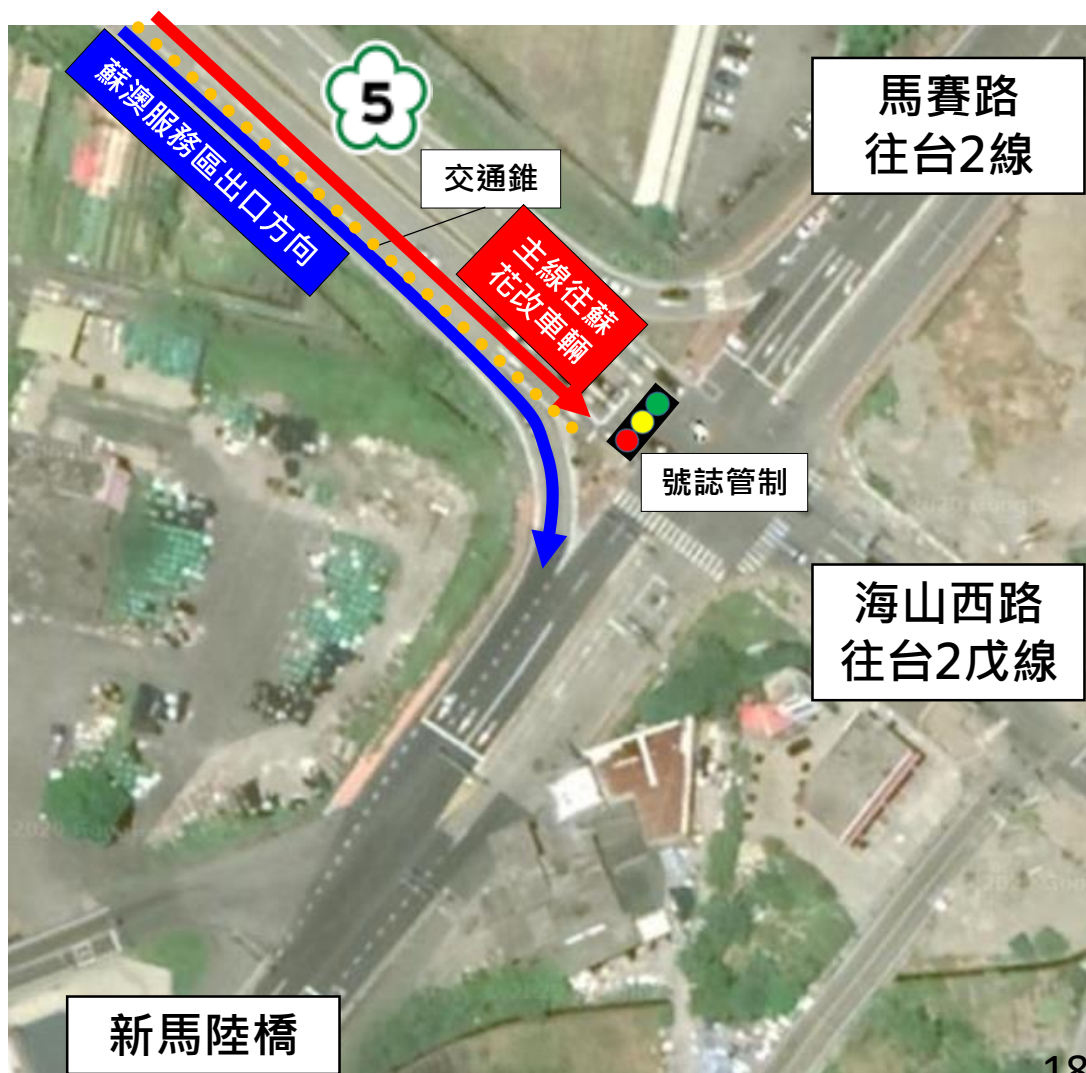 5
蘇澳服務區出口方向
交通錐
馬賽路
往台2線
主線往蘇
花改車輛
號誌管制
海山西路
往台2戊線
新馬陸橋
18